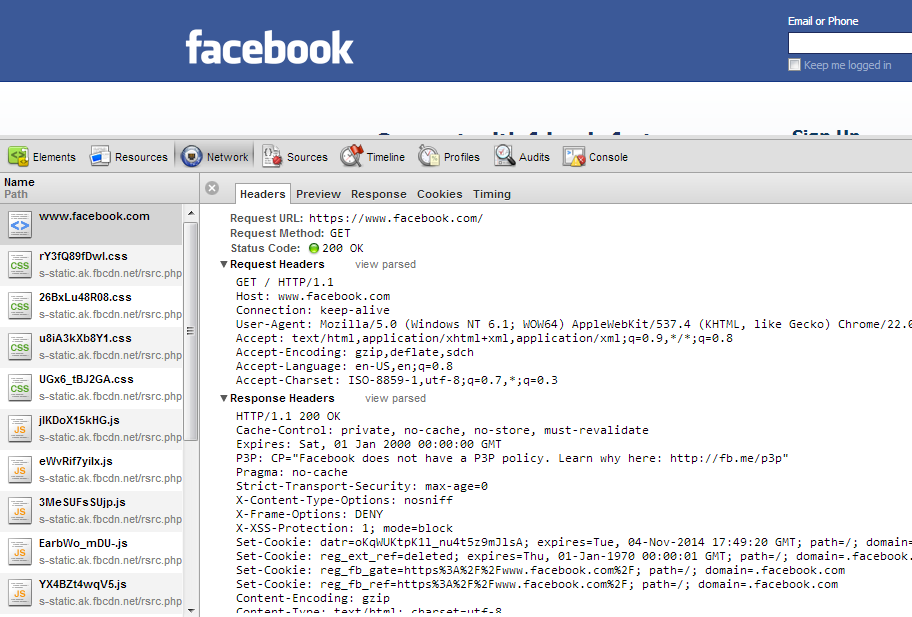 facebook
Email or Phone
Keep me logged in
Sign Up
Elements Resources Network Sources Timeline Profiles Audits Console
Name
Path
www.facebook.com
rY3fQ89fDwI.css
s-static.ak.fbcdn.net/rsrc.php
26BxLu48R08.css
s-static.ak.fbcdn.net/rsrc.php
u8iA3kXb8Y1.css
s-static.ak.fbcdn.net/rsrc.php
UGx6_tBJ2GA.css
s-static.ak.fbcdn.net/rsrc.php
jIKDoX15kHG.js
s-static.ak.fbcdn.net/rsrc.php
eWvRif7yiIx.js
s-static.ak.fbcdn.net/rsrc.php
3MeSUFsSUjp.js
s-static.ak.fbcdn.net/rsrc.php
EarbWo_mDU-.js
s-static.ak.fbcdn.net/rsrc.php
YX4BZt4wqV5.js
s-static.ak.fbcdn.net/rsrc.php
Headers Preview Response Cookies Timing
Request URL: https://www.facebook.com/
Request Method: GET
Status Code: 200 OK
Request Headers view parsed
GET / HTTP/1.1
Host: www.facebook.com
Connection: keep-alive
User-Agent: Mozilla/5.0 (Windows NT 6.1; WOW64) AppleWebKit/537.4 (KHTML, like Gecko) Chrome/22.0
Accept: text/html,application/xhtml+xml,application/xml;q=0.9,*/*;q=0.8
Accept-Encoding: gzip,deflate,sdch
Accept-Language: en-US,en;q=0.8
Accept-Charset: ISO-8859-1,utf-8;q=0.7,*;q=0.3
Response Headers view parsed
HTTP/1.1 200 OK
Cache-Control: private, no-cache, no-store, must-revalidate
Expires: Sat, 01 Jan 2000 00:00:00 GMT
P3P: CP="Facebook does not have a P3P policy. Learn why here: http://fb.me/p3p"
Pragma: no-cache
Strict-Transport-Security: max-age=0
X-Content-Type-Options: nosniff
X-Frame-Options: DENY
X-XSS-Protection: 1; mode=block
Set-Cookie: datr=oKqWUKtpK1l_nu4t5z9mJlsA; expires=Tue, 04-Nov-2014 17:49:20 GMT; path=/; domain=
Set-Cookie: reg_ext_ref=deleted; expires=Thu, 01-Jan-1970 00:00:01 GMT; path=/; domain=.facebook.
Set-Cookie: reg_fb_gate=https%3A%2F%2Fwww.facebook.com%2F; path=/; domain=.facebook.com
Set-Cookie: reg_fb_ref=https%3A%2F%2Fwww.facebook.com%2F; path=/; domain=.facebook.com
Content-Encoding: gzip
Content-Type: text/html; charset=utf-8